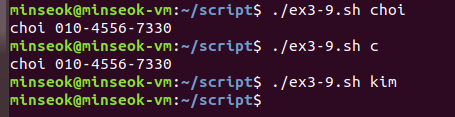 minseok@minseok-vm:~/script$ ./ex3-9.sh choi
choi 010-4556-7330
minseok@minseok-vm:~/script$ ./ex3-9.sh c
choi 010-4556-7330
minseok@minseok-vm:~/script$ ./ex3-9.sh kim
minseok@minseok-vm:~/script$